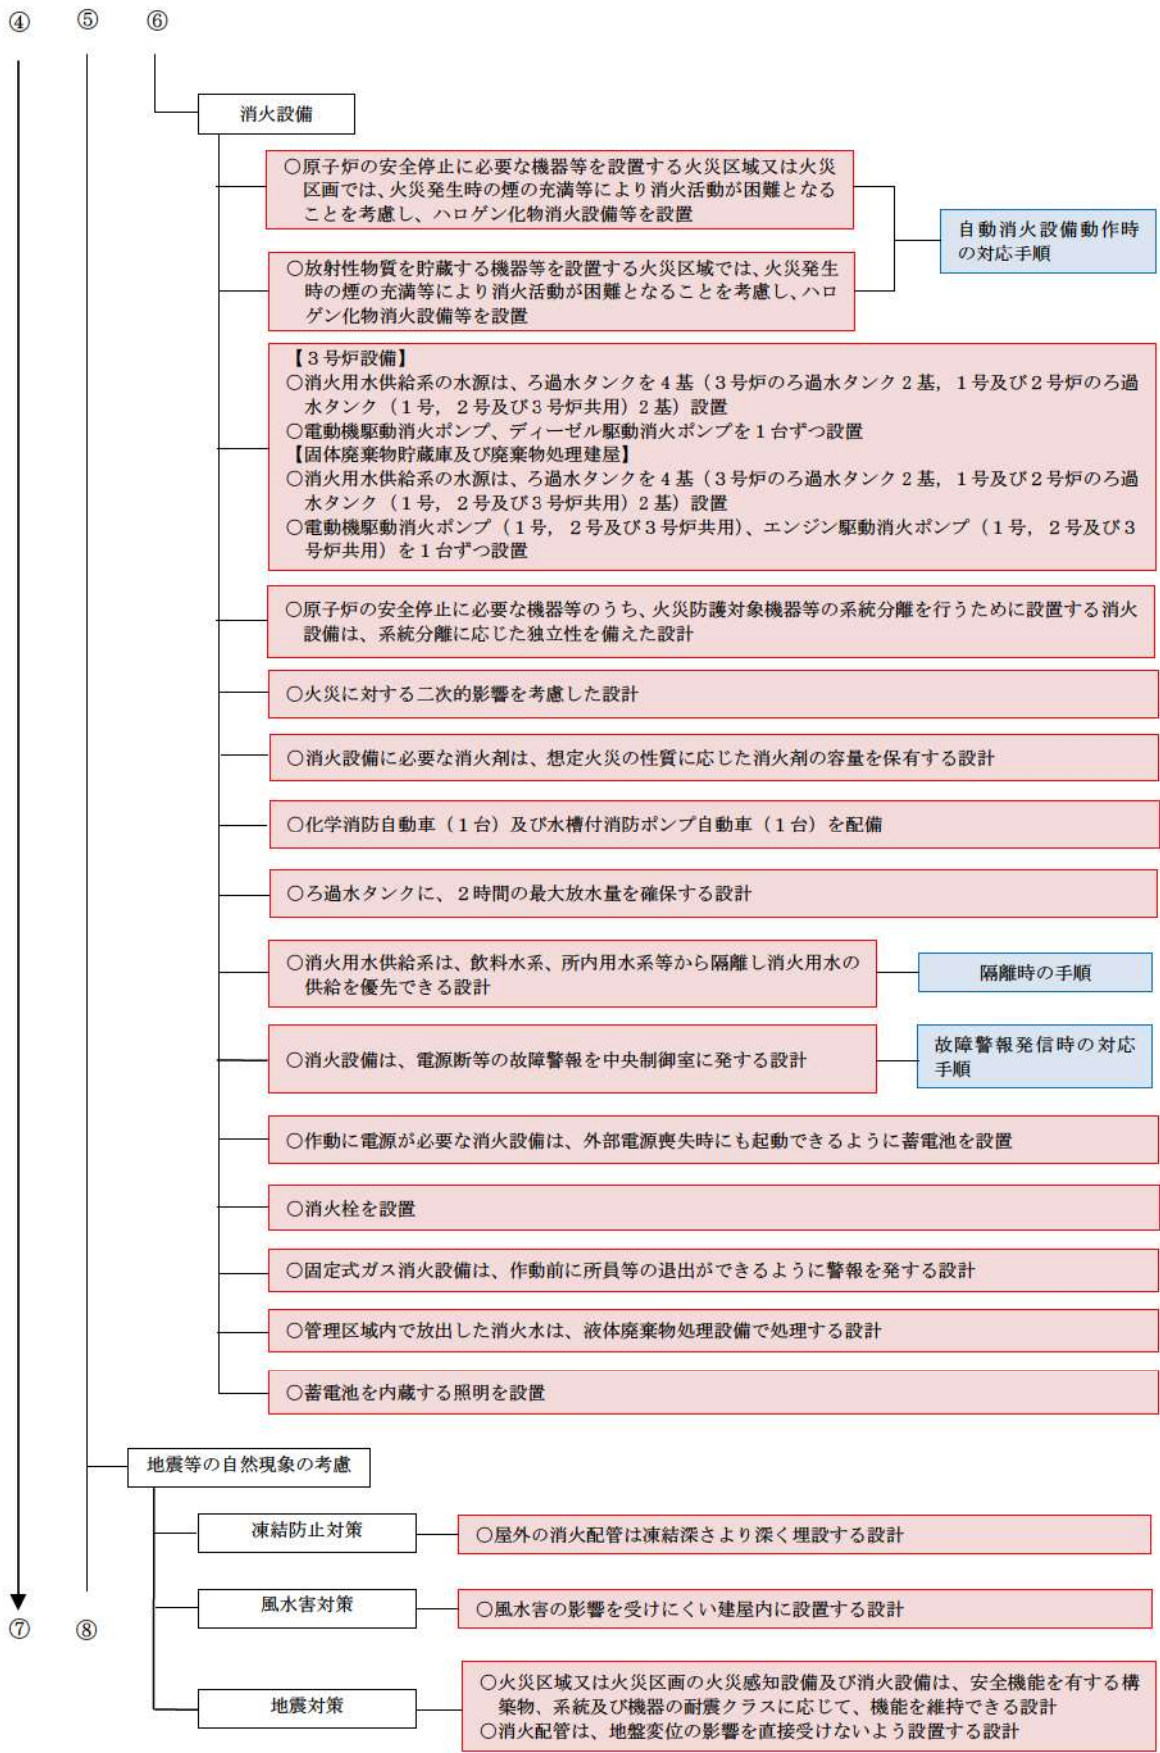 ④ ⑤ ⑥
消火設備
○原子炉の安全停止に必要な機器等を設置する火災区域又は火災
区画では、火災発生時の煙の充満等により消火活動が困難となる
ことを考慮し、ハロゲン化物消火設備等を設置
自動消火設備動作時
の対応手順
○放射性物質を貯蔵する機器等を設置する火災区域では、火災発生
時の煙の充満等により消火活動が困難となることを考慮し、ハロ
ゲン化物消火設備等を設置
【３号炉設備】
○消火用水供給系の水源は、ろ過水タンクを４基（３号炉のろ過水タンク２基，１号及び２号炉のろ過
水タンク（１号，２号及び３号炉共用）２基）設置
○電動機駆動消火ポンプ、ディーゼル駆動消火ポンプを１台ずつ設置
【固体廃棄物貯蔵庫及び廃棄物処理建屋】
○消火用水供給系の水源は、ろ過水タンクを４基（３号炉のろ過水タンク２基，１号及び２号炉のろ過
水タンク（１号，２号及び３号炉共用）２基）設置
○電動機駆動消火ポンプ（１号，２号及び３号炉共用）、エンジン駆動消火ポンプ（１号，２号及び３
号炉共用）を１台ずつ設置
○原子炉の安全停止に必要な機器等のうち、火災防護対象機器等の系統分離を行うために設置する消火
設備は、系統分離に応じた独立性を備えた設計
○火災に対する二次的影響を考慮した設計
○消火設備に必要な消火剤は、想定火災の性質に応じた消火剤の容量を保有する設計
○化学消防自動車（１台）及び水槽付消防ポンプ自動車（１台）を配備
○ろ過水タンクに、２時間の最大放水量を確保する設計
○消火用水供給系は、飲料水系、所内用水系等から隔離し消火用水の
供給を優先できる設計
隔離時の手順
○消火設備は、電源断等の故障警報を中央制御室に発する設計
故障警報発信時の対応
手順
○作動に電源が必要な消火設備は、外部電源喪失時にも起動できるように蓄電池を設置
○消火栓を設置
○固定式ガス消火設備は、作動前に所員等の退出ができるように警報を発する設計
○管理区域内で放出した消火水は、液体廃棄物処理設備で処理する設計
○蓄電池を内蔵する照明を設置
地震等の自然現象の考慮
凍結防止対策
○屋外の消火配管は凍結深さより深く埋設する設計
風水害対策
○風水害の影響を受けにくい建屋内に設置する設計
⑦ ⑧
地震対策
○火災区域又は火災区画の火災感知設備及び消火設備は、安全機能を有する構
築物、系統及び機器の耐震クラスに応じて、機能を維持できる設計
○消火配管は、地盤変位の影響を直接受けないよう設置する設計